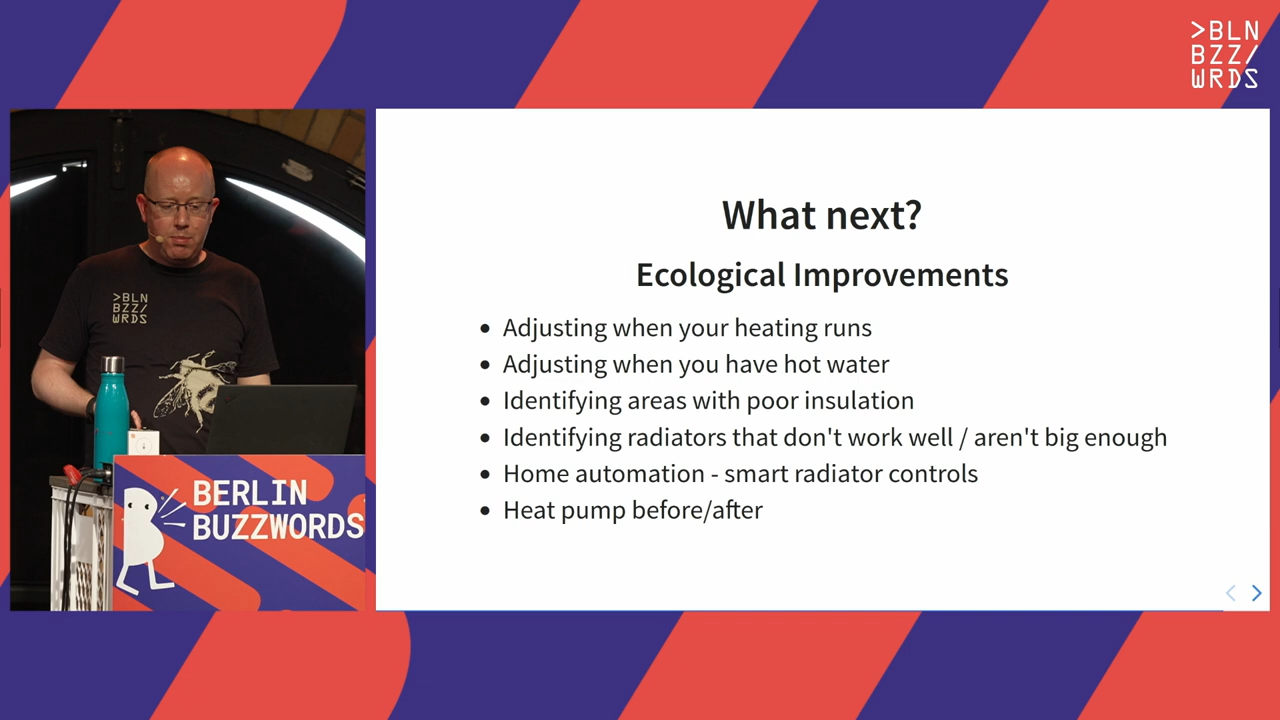 >BLN
BZZ/
WRDS
What next?
Ecological Improvements
• Adjusting when your heating runs
• Adjusting when you have hot water
• Identifying areas with poor insulation
• Identifying radiators that don't work well / aren't big enough
• Home automation - smart radiator controls
• Heat pump before/after
>BLN
BZZ/
WRDS
BERLIN
BUZZWORDS